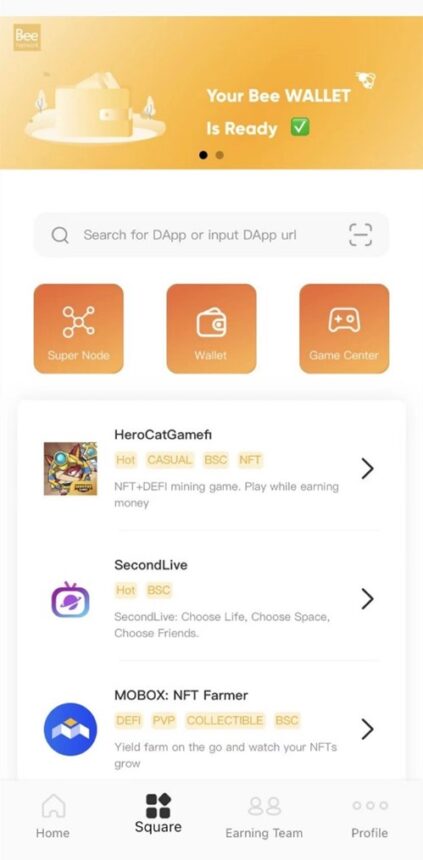 Bee
Network
Your Bee WALLET
Is Ready
Search for DApp or input DApp url
Super Node
Wallet
Game Center
HeroCatGamefi
Hot CASUAL BSC NFT
NFT+DEFI mining game. Play while earning
money
SecondLive
Hot BSC
SecondLive: Choose Life, Choose Space,
Choose Friends.
MOBOX: NFT Farmer
DEFI PVP COLLECTIBLE BSC
Yield farm on the go and watch your NFTs
grow
Home
Square
Earning Team
Profile